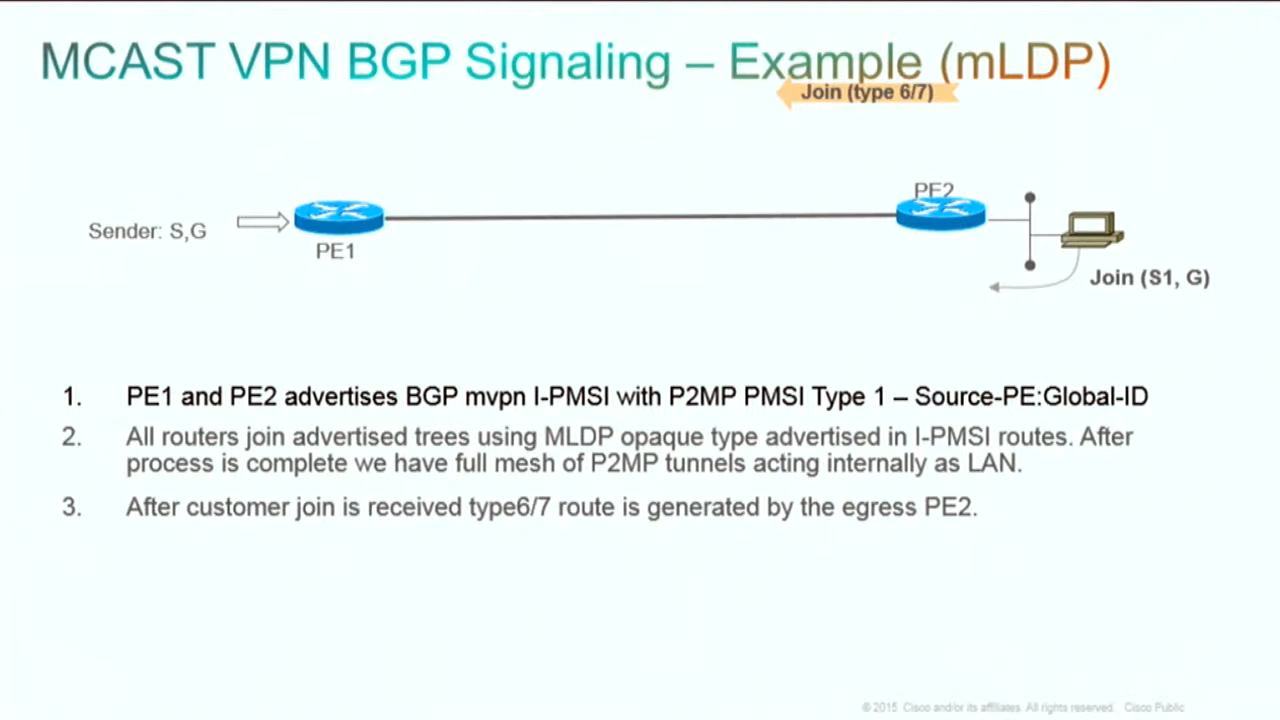 MCAST VPN BGP Signaling – Example (mLDP)
Join (type 6/7)
PE2
Sender: S,G
PE1
Join (S1, G)
1. PE1 and PE2 advertises BGP mvpn I-PMSI with P2MP PMSI Type 1 – Source-PE:Global-ID
2. All routers join advertised trees using MLDP opaque type advertised in I-PMSI routes. After
process is complete we have full mesh of P2MP tunnels acting internally as LAN.
3. After customer join is received type6/7 route is generated by the egress PE2.
© 2015 Cisco and/or its affiliates. All rights reserved. Cisco Public